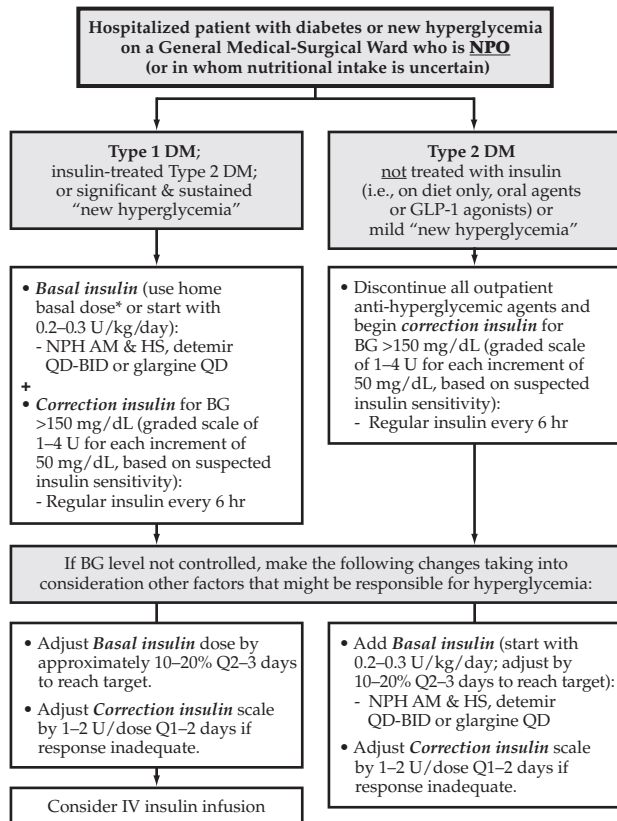 Hospitalized patient with diabetes or new hyperglycemia
on a General Medical-Surgical Ward who is NPO
(or in whom nutritional intake is uncertain)
Type 1 DM;
insulin-treated Type 2 DM;
or significant & sustained
“new hyperglycemia”
Type 2 DM
not treated with insulin
(i.e., on diet only, oral agents
or GLP-1 agonists) or
mild “new hyperglycemia”
• Basal insulin (use home
basal dose* or start with
0.2–0.3 U/kg/day):
- NPH AM & HS, detemir
QD-BID or glargine QD
+
• Correction insulin for BG
>150 mg/dL (graded scale of
1–4 U for each increment of
50 mg/dL, based on suspected
insulin sensitivity):
- Regular insulin every 6 hr
• Discontinue all outpatient
anti-hyperglycemic agents and
begin correction insulin for
BG >150 mg/dL (graded scale
of 1–4 U for each increment of
50 mg/dL, based on suspected
insulin sensitivity):
- Regular insulin every 6 hr
If BG level not controlled, make the following changes taking into
consideration other factors that might be responsible for hyperglycemia:
• Adjust Basal insulin dose by
approximately 10–20% Q2–3 days
to reach target.
• Adjust Correction insulin scale
by 1–2 U/dose Q1–2 days if
response inadequate.
Consider IV insulin infusion
• Add Basal insulin (start with
0.2–0.3 U/kg/day; adjust by
10–20% Q2–3 days to reach target):
- NPH AM & HS, detemir
QD-BID or glargine QD
• Adjust Correction insulin scale
by 1–2 U/dose Q1–2 days if
response inadequate.